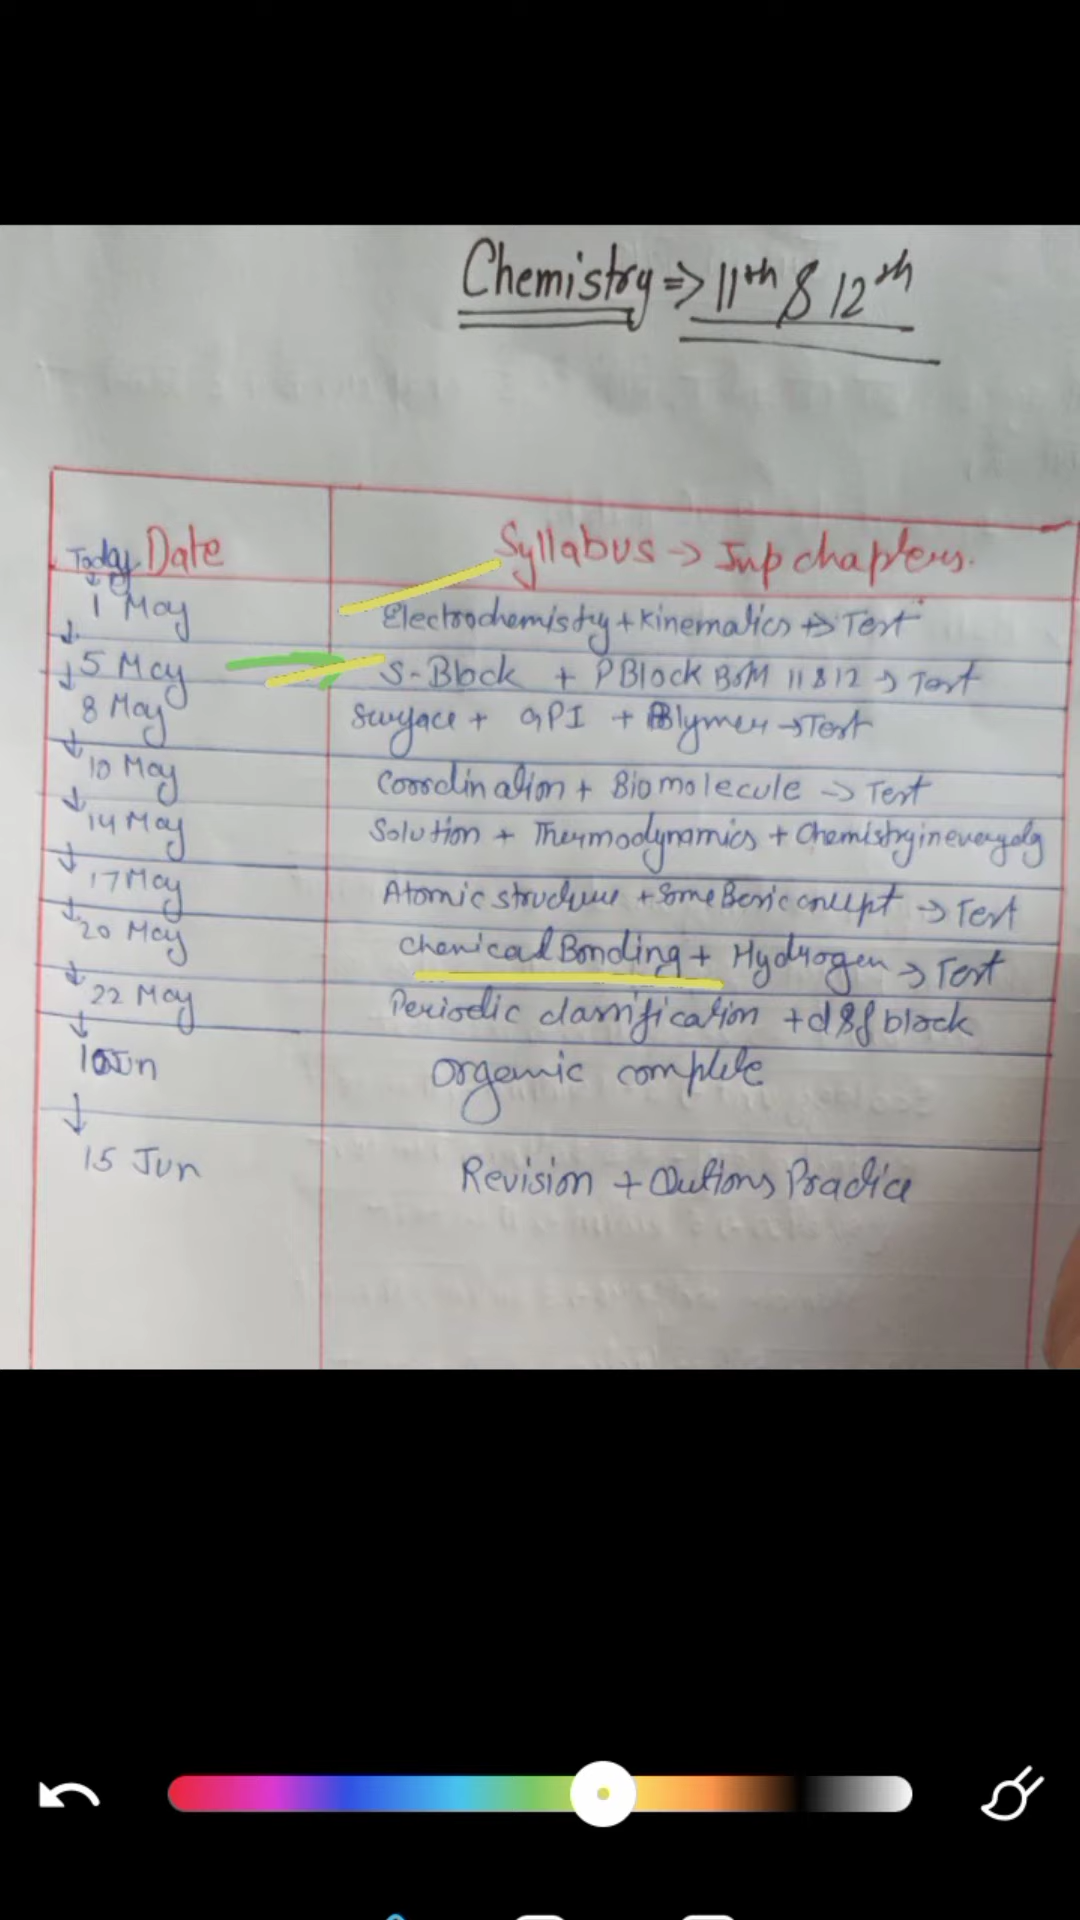 Chemistry => 11th & 12th
Today Date Syllabus → Imp chapters.
1 May Electrochemistry + Kinematics → Test
5 May S-Block + P Block Both 11 & 12 → Test
8 May Surface + GPI + Polymer → Test
10 May Coordination + Biomolecule → Test
14 May Solution + Thermodynamics + Chemistry in everyday
17 May Atomic structure + Some Basic concept → Test
20 May Chemical Bonding + Hydrogen → Test
22 May Periodic classification + d & f block
10 Jun Organic complete
15 Jun Revision + Qutions Practice